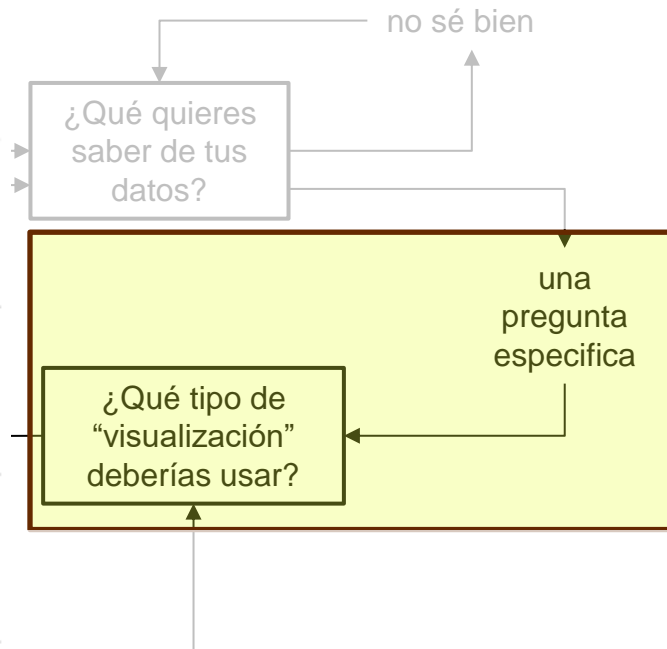 no sé bien
¿Qué quieres
saber de tus
datos?
una
pregunta
especifica
¿Qué tipo de
“visualización”
deberías usar?